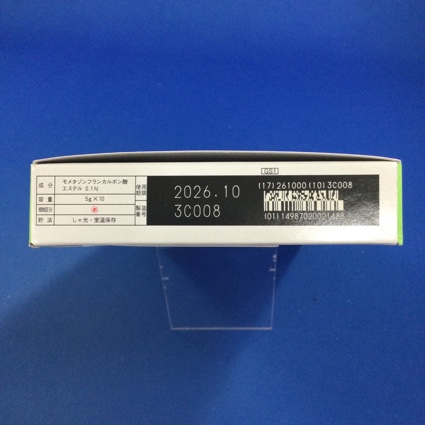 成分 モメタゾンフランカルボン酸
エステル 0.1%
容量 5g×10
規制区分 劇
貯法 しゃ光・室温保存
使用期限 2026.10
製造番号 3C008
GS1
(17)261000(10)3C008
(01)14987020021488